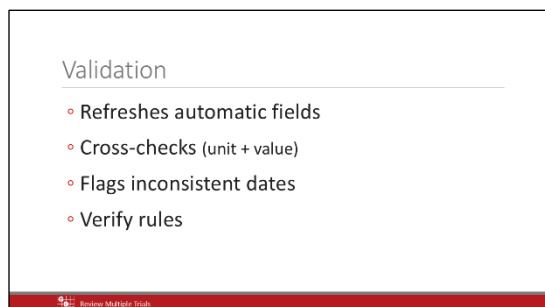 Validation
◦ Refreshes automatic fields
◦ Cross-checks (unit + value)
◦ Flags inconsistent dates
◦ Verify rules
Review Multiple Trials